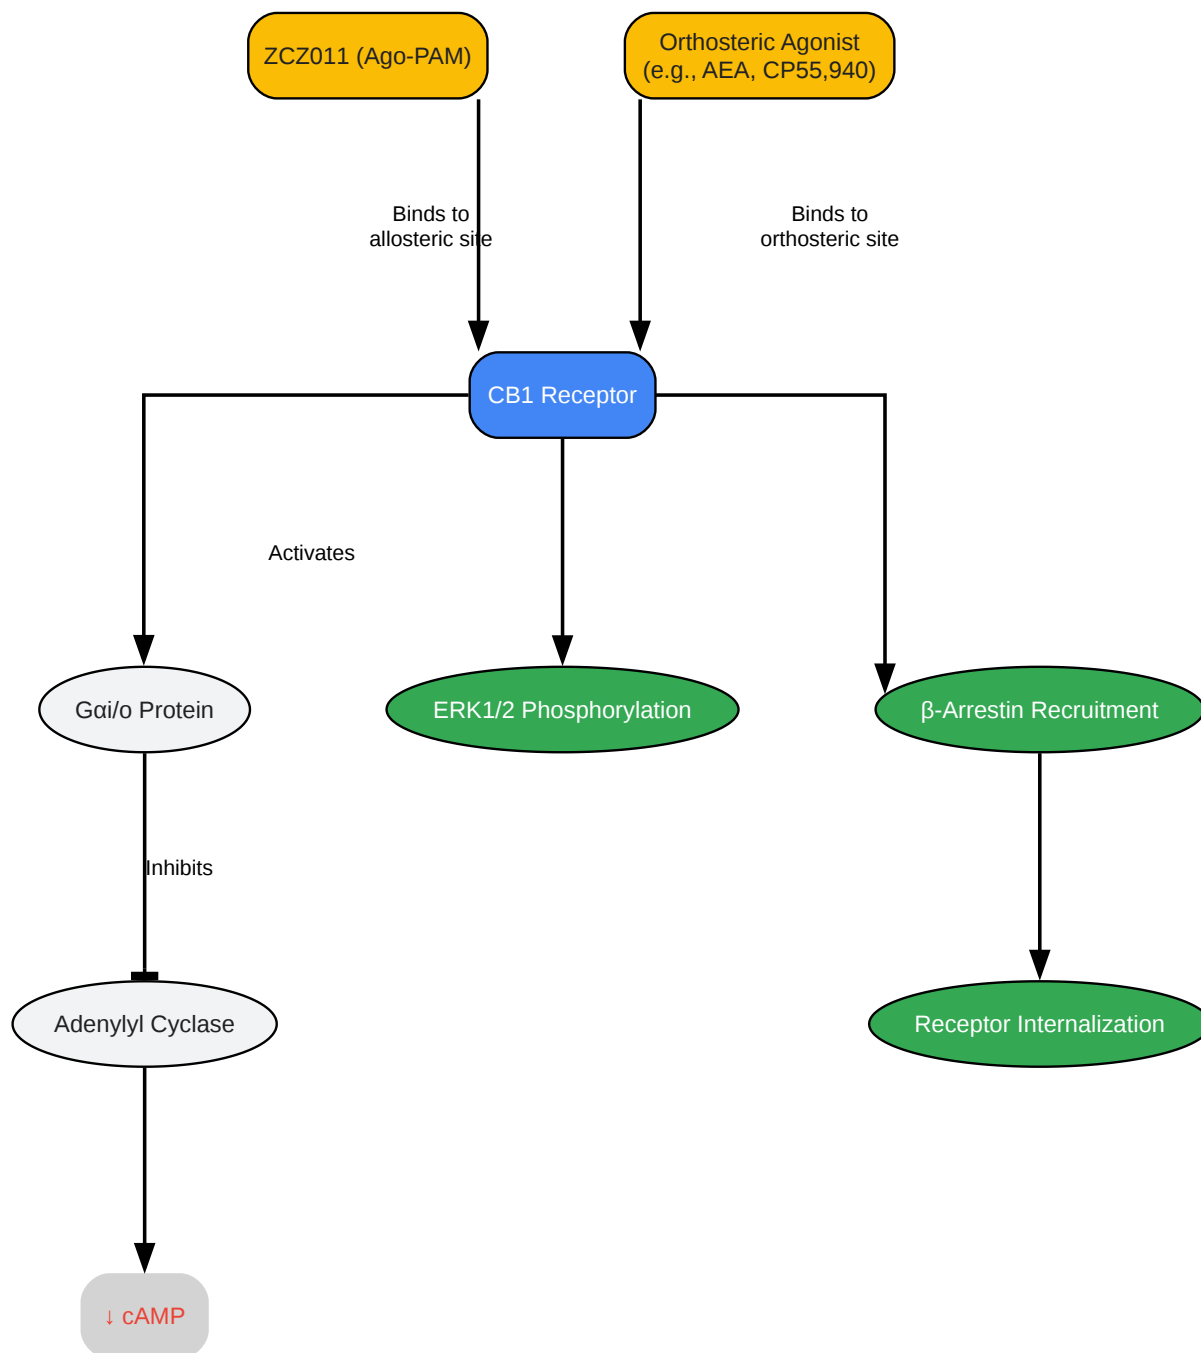 ZCZ011 (Ago-PAM)
Orthosteric Agonist
(e.g., AEA, CP55,940)
Binds to
allosteric site
Binds to
orthosteric site
CB1 Receptor
Activates
Gαi/o Protein
ERK1/2 Phosphorylation
β-Arrestin Recruitment
Inhibits
Adenylyl Cyclase
Receptor Internalization
↓ cAMP